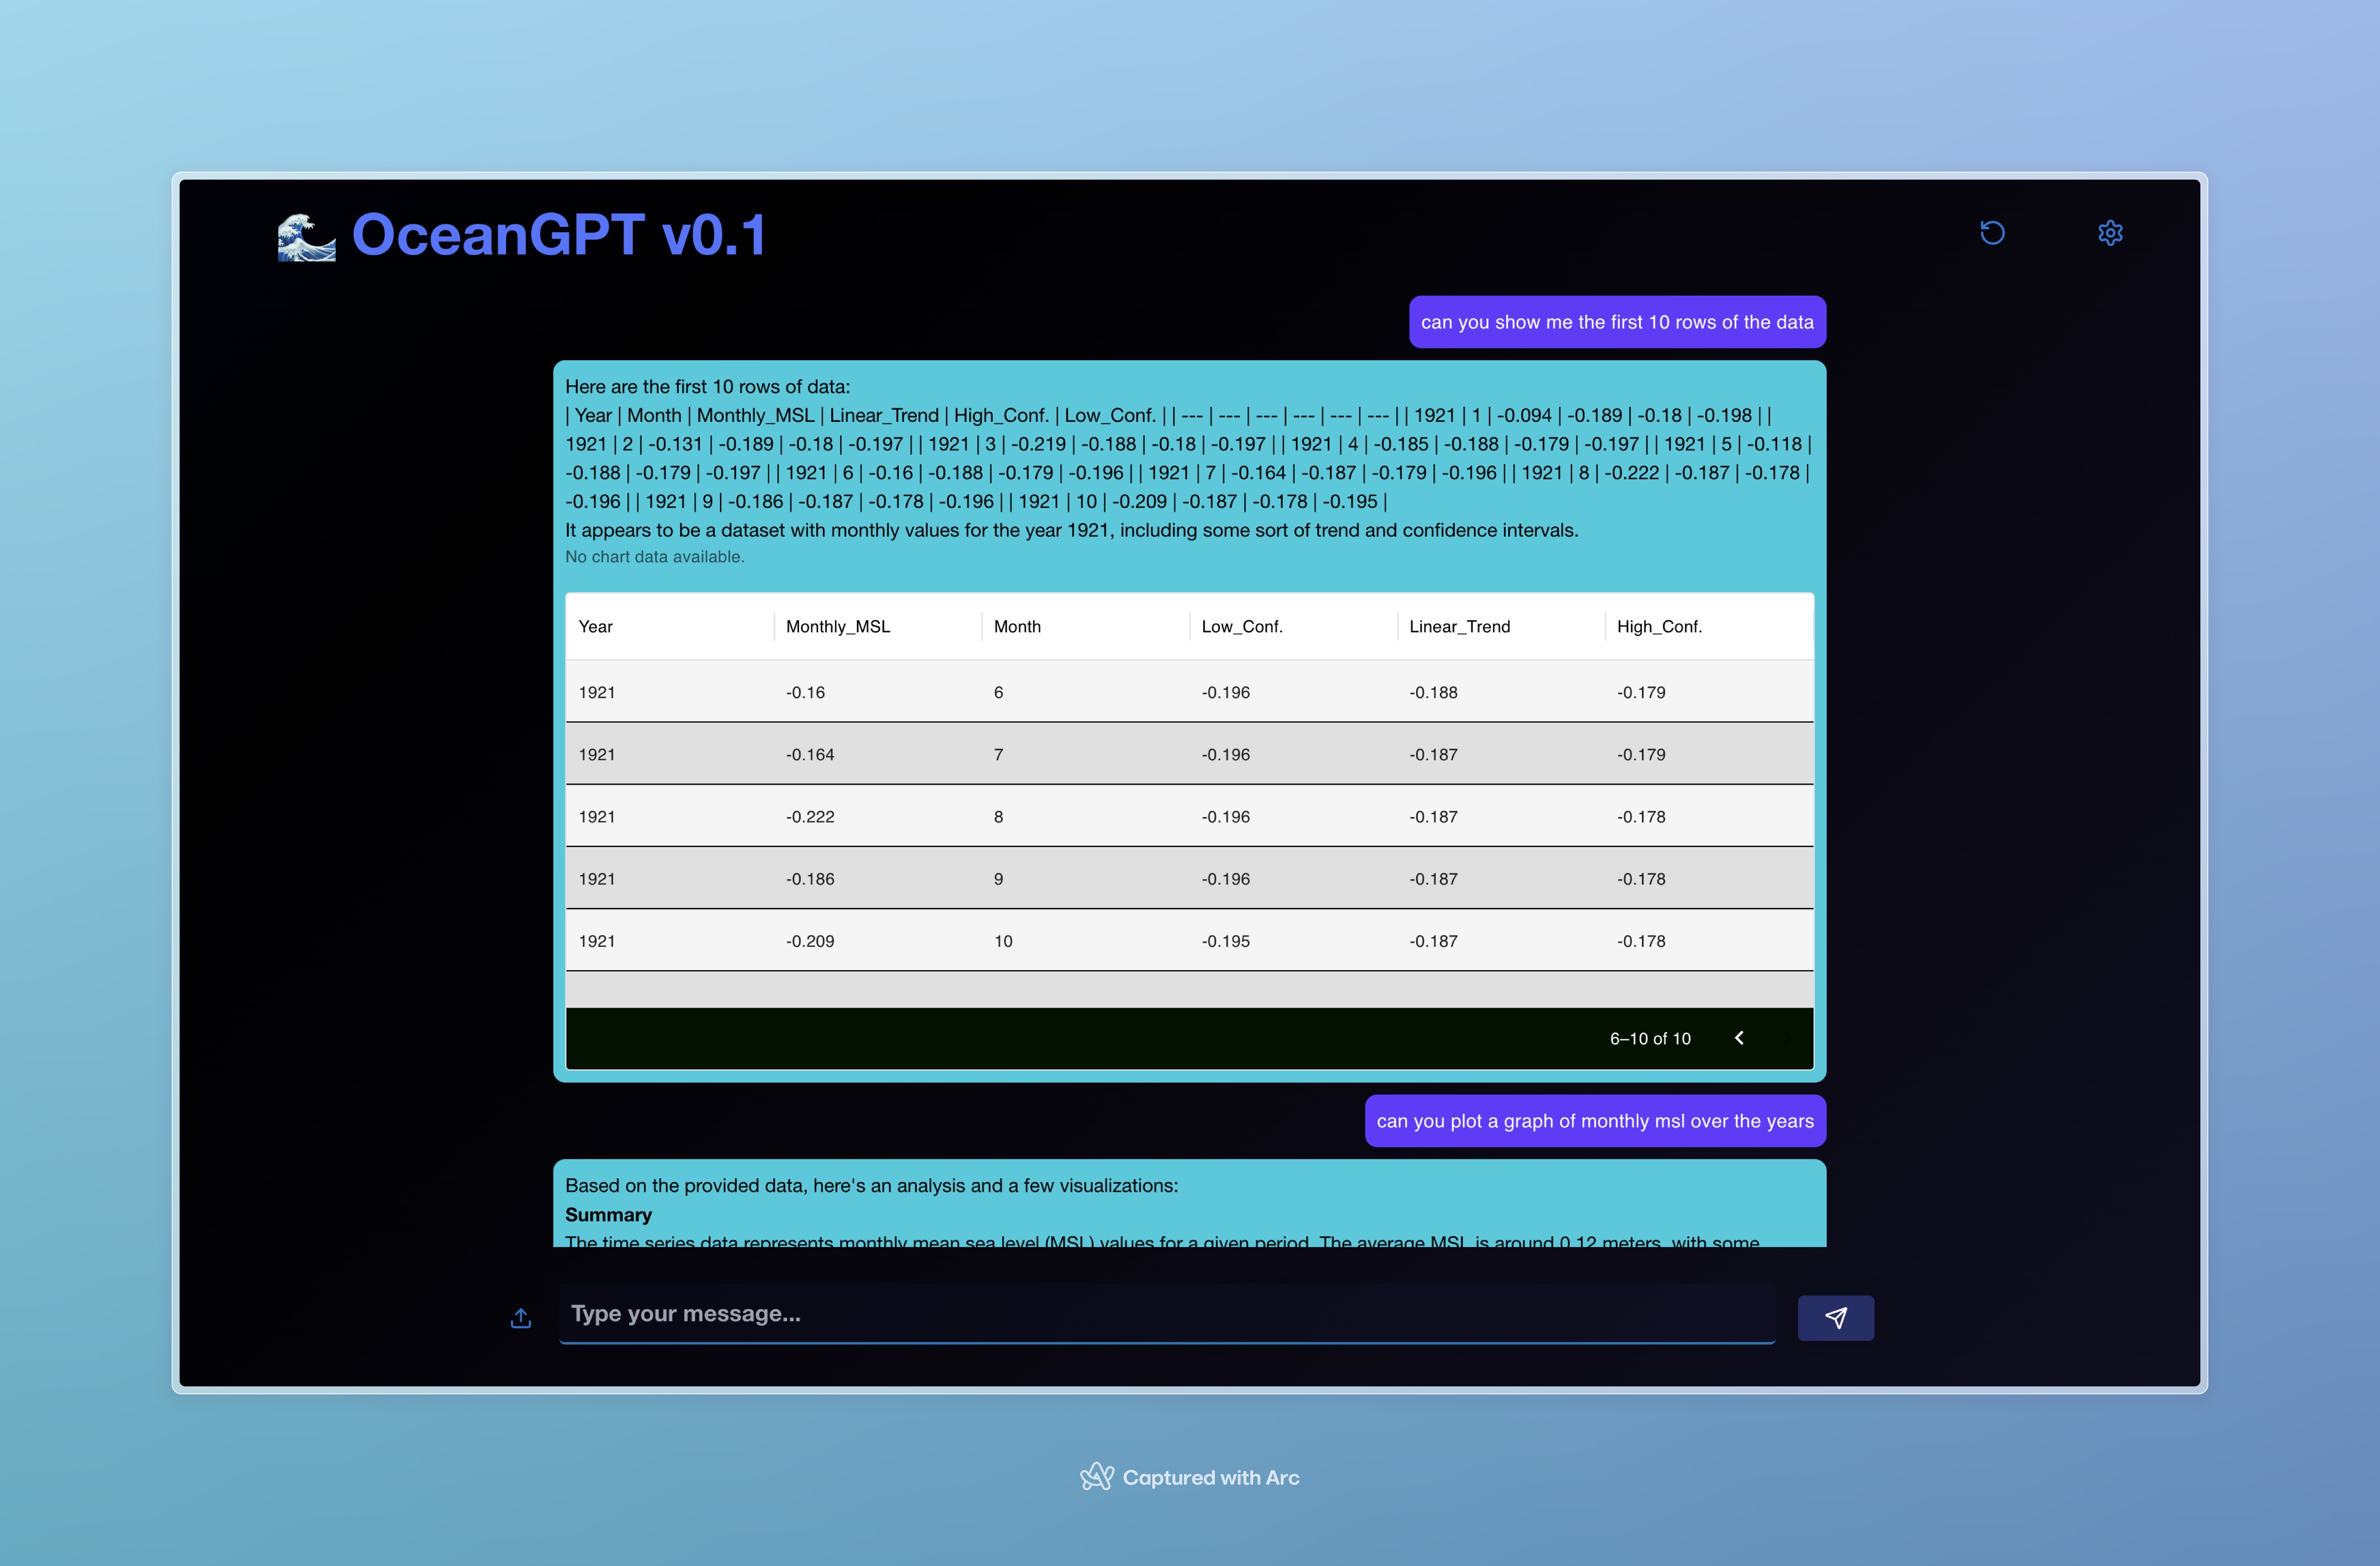 OceanGPT v0.1
can you show me the first 10 rows of the data
Here are the first 10 rows of data:
| Year | Month | Monthly_MSL | Linear_Trend | High_Conf. | Low_Conf. | | --- | --- | --- | --- | --- | --- | | 1921 | 1 | -0.094 | -0.189 | -0.18 | -0.198 | |
1921 | 2 | -0.131 | -0.189 | -0.18 | -0.197 | | 1921 | 3 | -0.219 | -0.188 | -0.18 | -0.197 | | 1921 | 4 | -0.185 | -0.188 | -0.179 | -0.197 | | 1921 | 5 | -0.118 |
-0.188 | -0.179 | -0.197 | | 1921 | 6 | -0.16 | -0.188 | -0.179 | -0.196 | | 1921 | 7 | -0.164 | -0.187 | -0.179 | -0.196 | | 1921 | 8 | -0.222 | -0.187 | -0.178 |
-0.196 | | 1921 | 9 | -0.186 | -0.187 | -0.178 | -0.196 | | 1921 | 10 | -0.209 | -0.187 | -0.178 | -0.195 |
It appears to be a dataset with monthly values for the year 1921, including some sort of trend and confidence intervals.
No chart data available.
Year Monthly_MSL Month Low_Conf. Linear_Trend High_Conf.
1921 -0.16 6 -0.196 -0.188 -0.179
1921 -0.164 7 -0.196 -0.187 -0.179
1921 -0.222 8 -0.196 -0.187 -0.178
1921 -0.186 9 -0.196 -0.187 -0.178
1921 -0.209 10 -0.195 -0.187 -0.178
6–10 of 10
can you plot a graph of monthly msl over the years
Based on the provided data, here's an analysis and a few visualizations:
Summary
The time series data represents monthly mean sea level (MSL) values for a given period. The average MSL is around 0.12 meters, with some
Type your message...
Captured with Arc